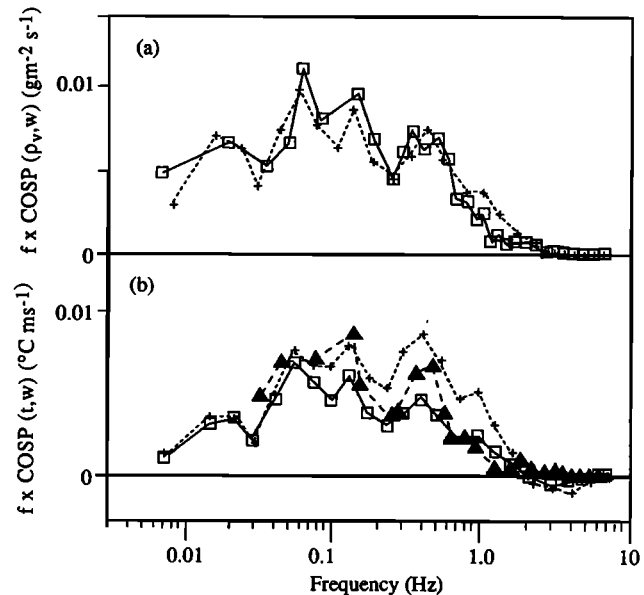 (a)
0.01
0
f x COSP (ρv,w) (gm-2 s-1)
(b)
0.01
0
f x COSP (t,w) (°C ms-1)
0.01
0.1
1.0
10
Frequency (Hz)